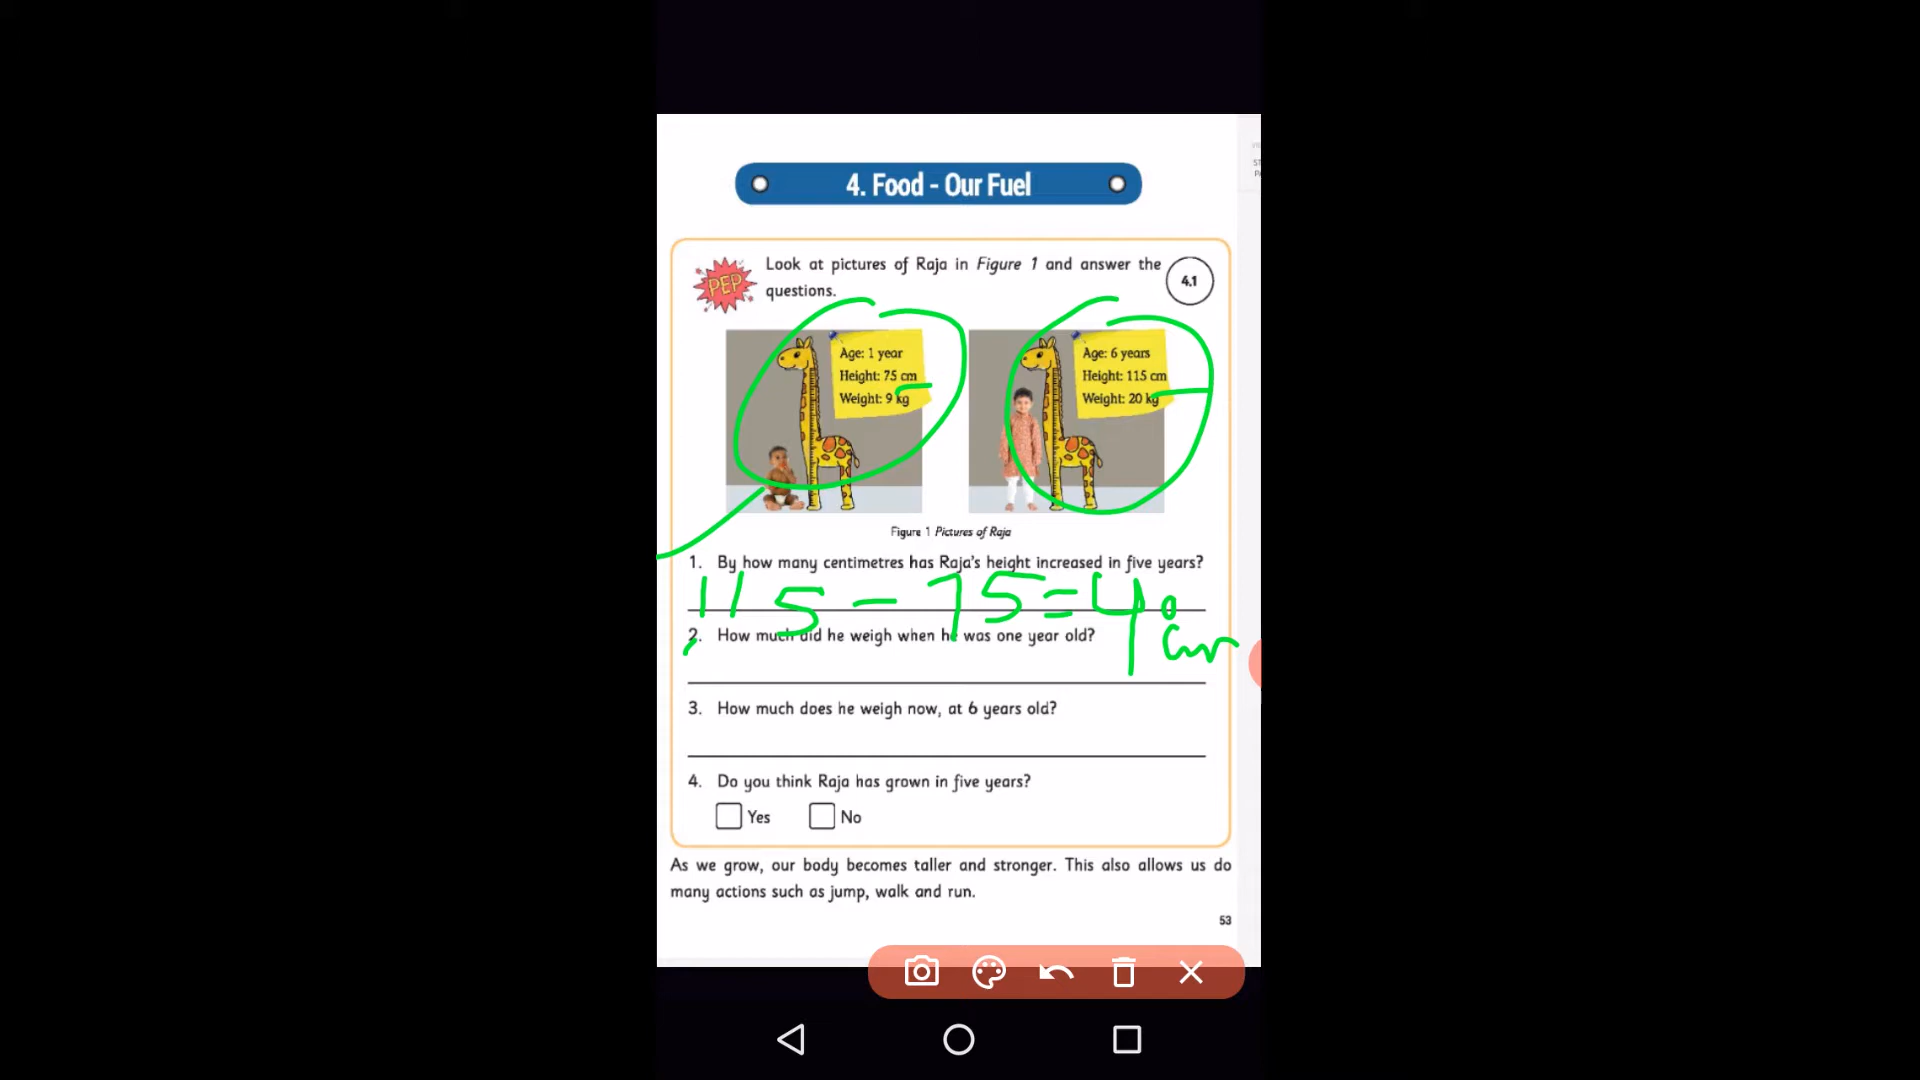 4. Food - Our Fuel
PEP
Look at pictures of Raja in Figure 1 and answer the
questions.
4.1
Age: 1 year
Height: 75 cm
Weight: 9 kg
Age: 6 years
Height: 115 cm
Weight: 20 kg
Figure 1 Pictures of Raja
1. By how many centimetres has Raja's height increased in five years?
115 - 75 = 40 cm
2. How much did he weigh when he was one year old?
3. How much does he weigh now, at 6 years old?
4. Do you think Raja has grown in five years?
Yes No
As we grow, our body becomes taller and stronger. This also allows us do
many actions such as jump, walk and run.
53